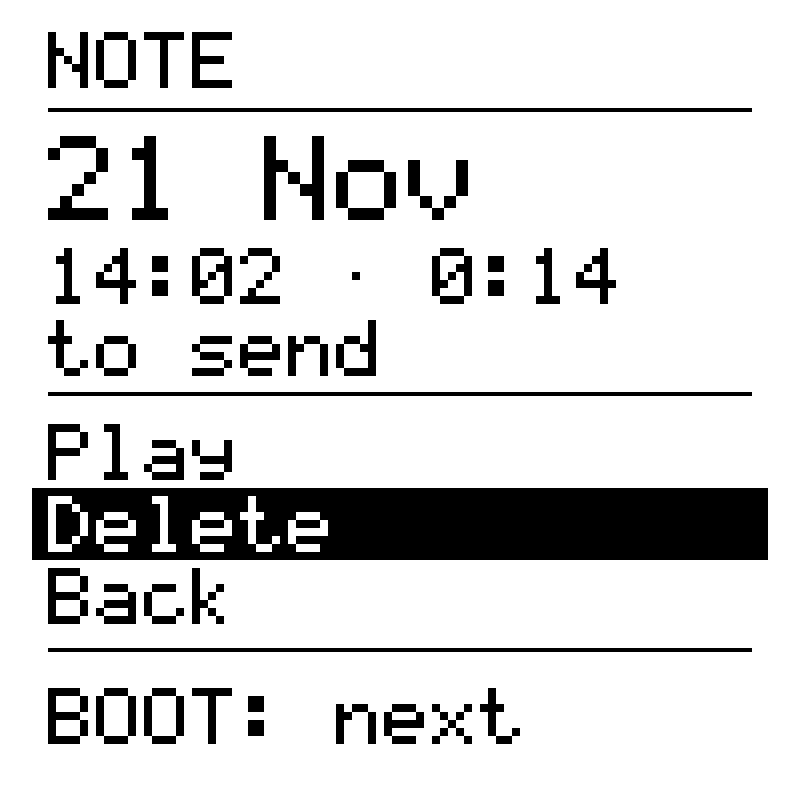 NOTE
21 Nov
14:02 · 0:14
to send
Play
Delete
Back
BOOT: next